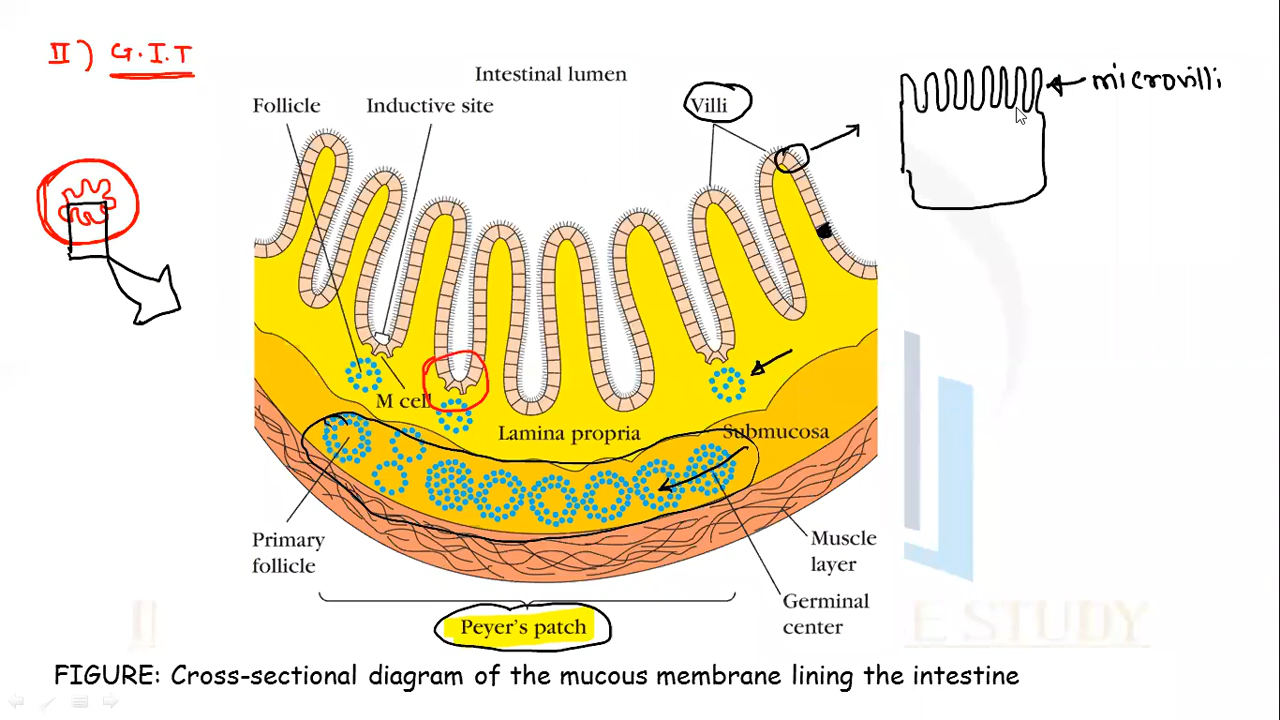 II) G.I.T
Intestinal lumen
Follicle
Inductive site
Villi
microvilli
M cell
Lamina propria
Submucosa
Primary
follicle
Muscle
layer
Germinal
center
Peyer's patch
E STUDY
FIGURE: Cross-sectional diagram of the mucous membrane lining the intestine